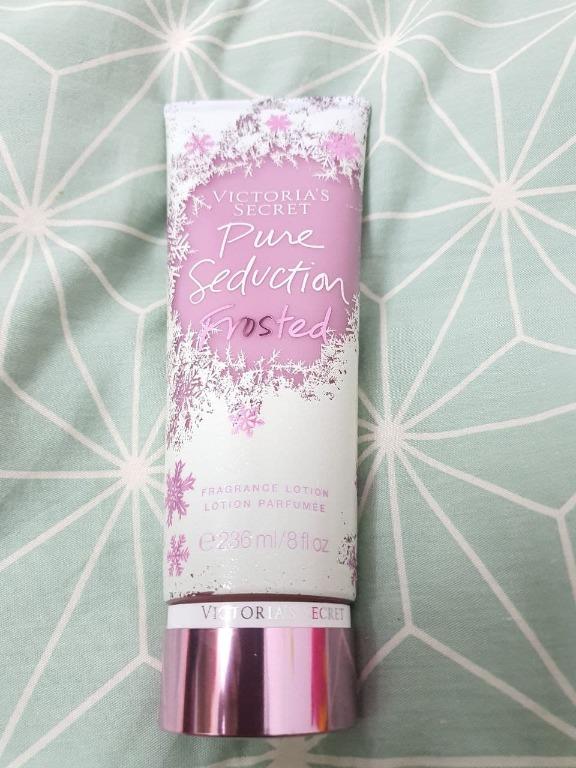 VICTORIA'S
SECRET
Pure
Seduction
Frosted
FRAGRANCE LOTION
LOTION PARFUMÉE
℮ 236 ml/8 fl oz
VICTORIA'S SECRET